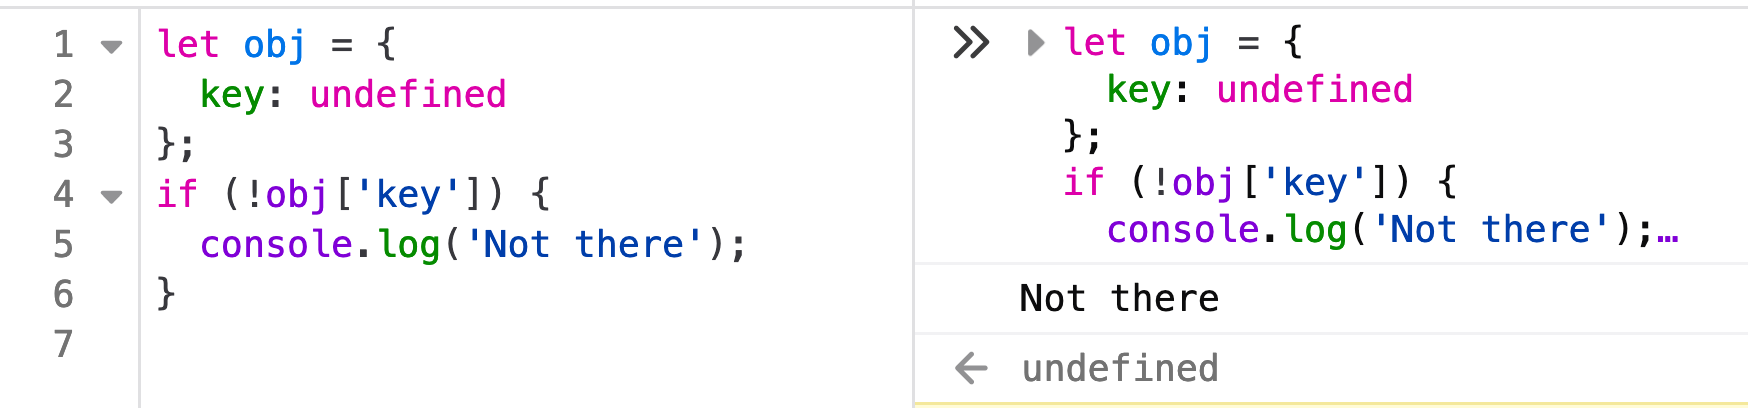 1 let obj = {
2   key: undefined
3 };
4 if (!obj['key']) {
5   console.log('Not there');
6 }
7
let obj = {
  key: undefined
};
if (!obj['key']) {
  console.log('Not there');…
Not there
undefined